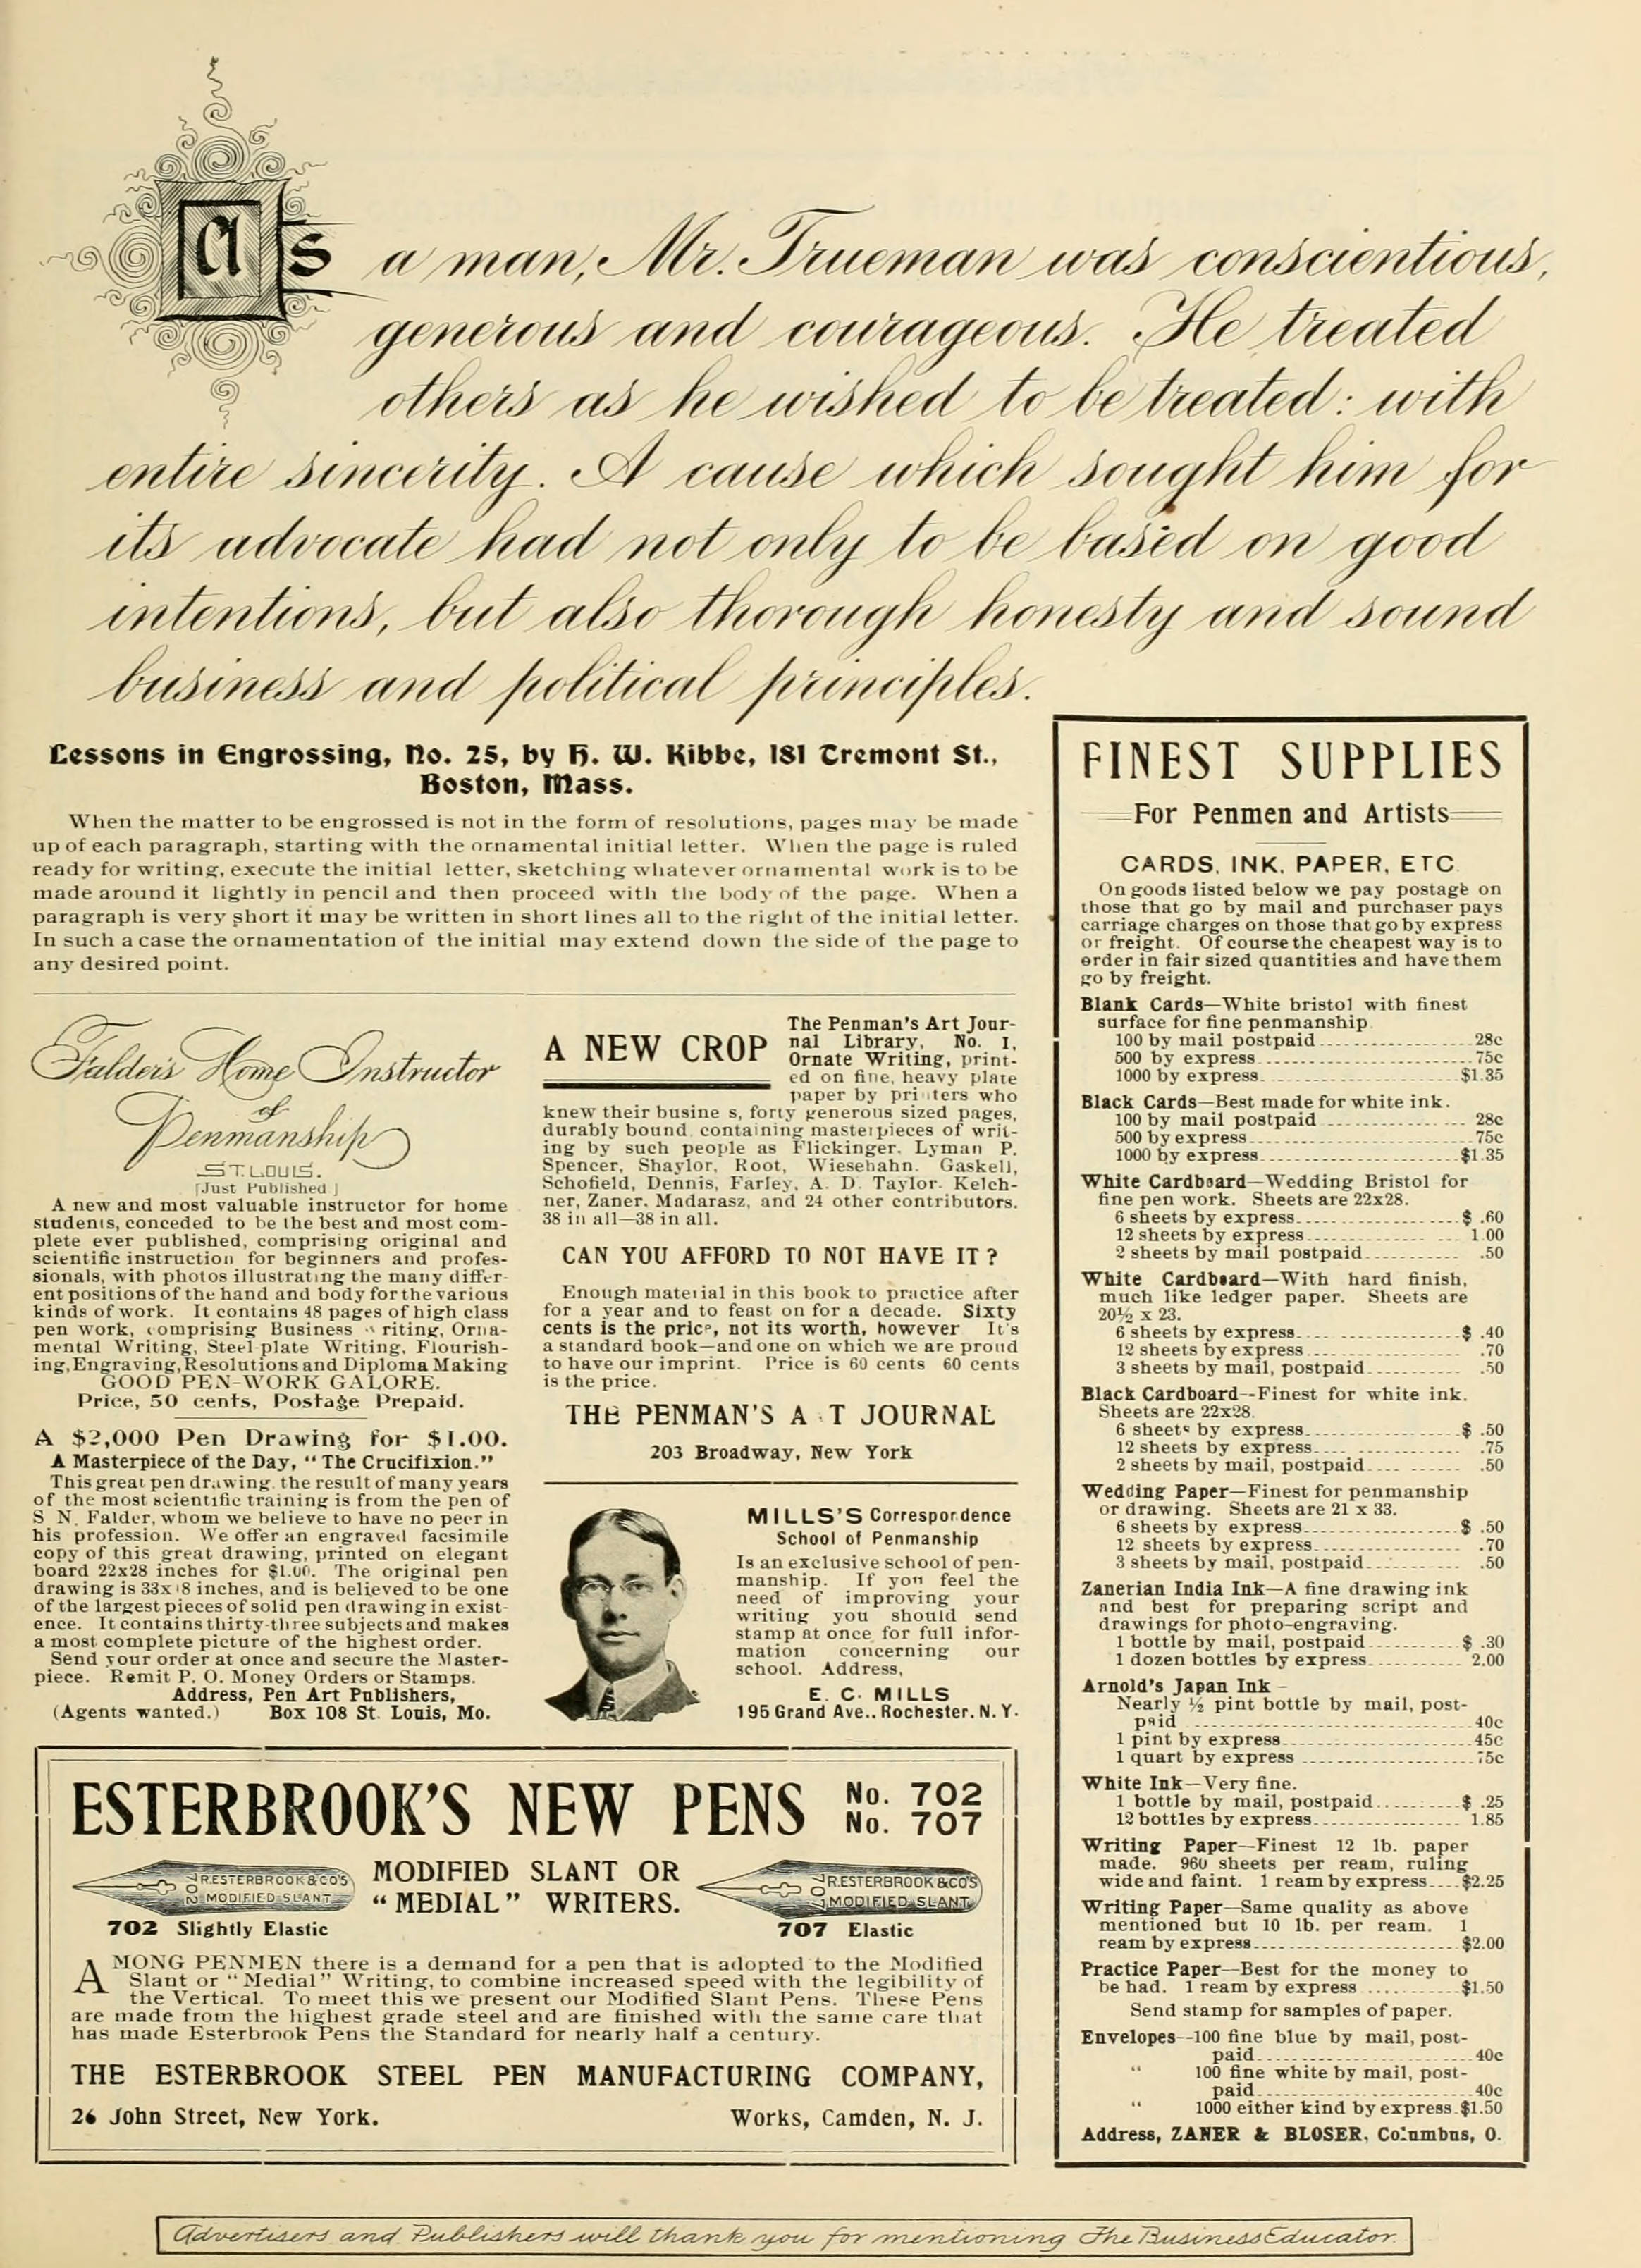 As a man, Mr. Trueman was conscientious,
generous and courageous. He treated
others as he wished to be treated: with
entire sincerity. A cause which sought him for
its advocate had not only to be based on good
intentions, but also thorough honesty and sound
business and political principles.
Lessons in Engrossing, No. 25, by H. W. Kibbe, 181 Tremont St.,
Boston, Mass.
When the matter to be engrossed is not in the form of resolutions, pages may be made
up of each paragraph, starting with the ornamental initial letter. When the page is ruled
ready for writing, execute the initial letter, sketching whatever ornamental work is to be
made around it lightly in pencil and then proceed with the body of the page. When a
paragraph is very short it may be written in short lines all to the right of the initial letter.
In such a case the ornamentation of the initial may extend down the side of the page to
any desired point.
Falder's Home Instructor
of
Penmanship
ST. LOUIS.
[Just Published]
A new and most valuable instructor for home
students, conceded to be the best and most com-
plete ever published, comprising original and
scientific instruction for beginners and profes-
sionals, with photos illustrating the many differ-
ent positions of the hand and body for the various
kinds of work. It contains 48 pages of high class
pen work, comprising Business riting, Orna-
mental Writing, Steel-plate Writing, Flourish-
ing, Engraving, Resolutions and Diploma Making
GOOD PEN-WORK GALORE.
Price, 50 cents, Postage Prepaid.
A $2,000 Pen Drawing for $1.00.
A Masterpiece of the Day, "The Crucifixion."
This great pen drawing, the result of many years
of the most scientific training is from the pen of
S N. Falder, whom we believe to have no peer in
his profession. We offer an engraved facsimile
copy of this great drawing, printed on elegant
board 22x28 inches for $1.00. The original pen
drawing is inches, and is believed to be one
of the largest pieces of solid pen drawing in exist-
ence. It contains thirty-three subjects and makes
a most complete picture of the highest order.
Send your order at once and secure the Master-
piece. Remit P. O. Money Orders or Stamps.
Address, Pen Art Publishers,
(Agents wanted.) Box 108 St. Louis, Mo.
A NEW CROP
The Penman's Art Jour-
nal Library, No. 1,
Ornate Writing, print-
ed on fine, heavy plate
paper by printers who
knew their busine s, forty generous sized pages,
durably bound containing masterpieces of writ-
ing by such people as Flickinger, Lyman P.
Spencer, Shaylor, Root, Wiesehahn. Gaskell,
Schofield, Dennis, Farley, A. D. Taylor. Kelch-
ner, Zaner, Madarasz, and 24 other contributors.
38 in all—38 in all.
CAN YOU AFFORD TO NOT HAVE IT?
Enough material in this book to practice after
for a year and to feast on for a decade. Sixty
cents is the price, not its worth, however It's
a standard book—and one on which we are proud
to have our imprint. Price is 60 cents 60 cents
is the price.
THE PENMAN'S A T JOURNAL
203 Broadway, New York
MILLS'S Correspondence
School of Penmanship
Is an exclusive school of pen-
manship. If you feel the
need of improving your
writing you should send
stamp at once for full infor-
mation concerning our
school. Address,
E. C. MILLS
195 Grand Ave., Rochester, N. Y.
ESTERBROOK'S NEW PENS No. 702
No. 707
R. ESTERBROOK & CO'S
702 MODIFIED SLANT
MODIFIED SLANT OR
"MEDIAL" WRITERS.
R. ESTERBROOK & CO'S
707 MODIFIED SLANT
702 Slightly Elastic
707 Elastic
AMONG PENMEN there is a demand for a pen that is adopted to the Modified
Slant or "Medial" Writing, to combine increased speed with the legibility of
the Vertical. To meet this we present our Modified Slant Pens. These Pens
are made from the highest grade steel and are finished with the same care that
has made Esterbrook Pens the Standard for nearly half a century.
THE ESTERBROOK STEEL PEN MANUFACTURING COMPANY,
26 John Street, New York. Works, Camden, N. J.
FINEST SUPPLIES
For Penmen and Artists
CARDS, INK, PAPER, ETC
On goods listed below we pay postage on
those that go by mail and purchaser pays
carriage charges on those that go by express
or freight. Of course the cheapest way is to
order in fair sized quantities and have them
go by freight.
Blank Cards—White bristol with finest
surface for fine penmanship.
100 by mail postpaid 28c
500 by express 75c
1000 by express $1.35
Black Cards—Best made for white ink.
100 by mail postpaid 28c
500 by express 75c
1000 by express $1.35
White Cardboard—Wedding Bristol for
fine pen work. Sheets are 22x28.
6 sheets by express $ .60
12 sheets by express 1.00
2 sheets by mail postpaid .50
White Cardboard—With hard finish,
much like ledger paper. Sheets are
20½ x 23.
6 sheets by express $ .40
12 sheets by express .70
3 sheets by mail, postpaid .50
Black Cardboard--Finest for white ink.
Sheets are 22x28.
6 sheets by express $ .50
12 sheets by express .75
2 sheets by mail, postpaid .50
Wedding Paper—Finest for penmanship
or drawing. Sheets are 21 x 33.
6 sheets by express $ .50
12 sheets by express .70
3 sheets by mail, postpaid .50
Zanerian India Ink—A fine drawing ink
and best for preparing script and
drawings for photo-engraving.
1 bottle by mail, postpaid $ .30
1 dozen bottles by express 2.00
Arnold's Japan Ink—
Nearly ½ pint bottle by mail, post-
paid 40c
1 pint by express 45c
1 quart by express 75c
White Ink—Very fine.
1 bottle by mail, postpaid $ .25
12 bottles by express 1.85
Writing Paper—Finest 12 lb. paper
made. 960 sheets per ream, ruling
wide and faint. 1 ream by express $2.25
Writing Paper—Same quality as above
mentioned but 10 lb. per ream. 1
ream by express $2.00
Practice Paper—Best for the money to
be had. 1 ream by express $1.50
Send stamp for samples of paper.
Envelopes--100 fine blue by mail, post-
paid 40c
" 100 fine white by mail, post-
paid 40c
" 1000 either kind by express $1.50
Address, ZANER & BLOSER, Columbus, O.
Advertisers and Publishers will thank you for mentioning The Business Educator.